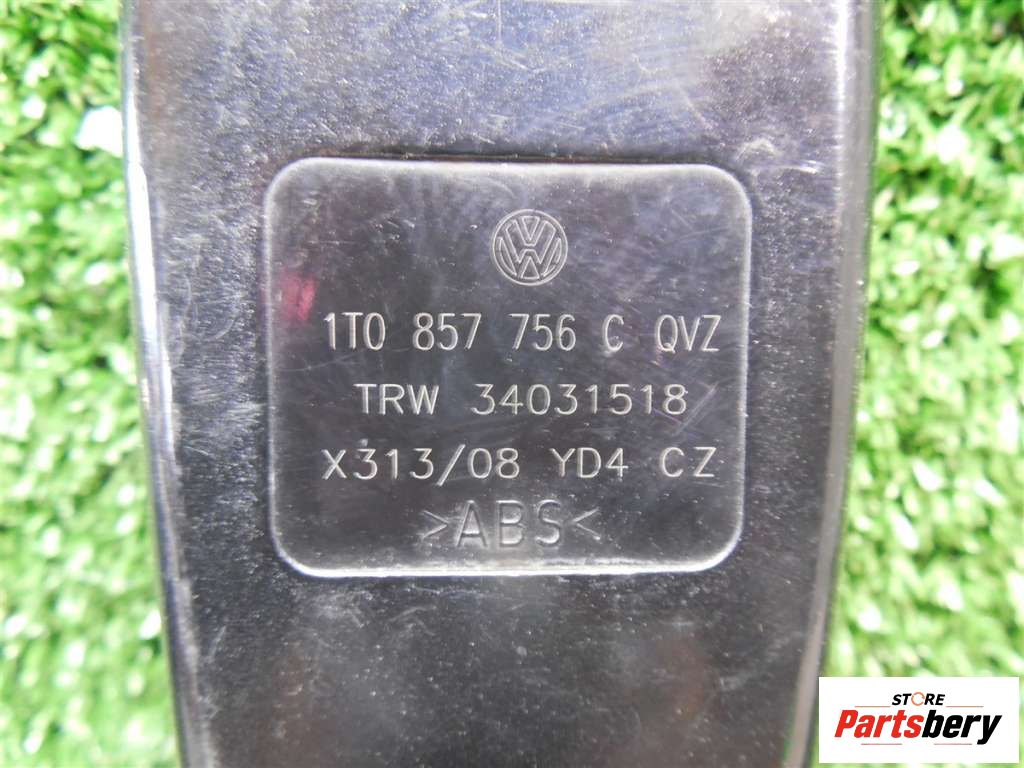 1T0 857 756 C QVZ
TRW 34031518
X313/08 YD4 CZ
>ABS<
STORE
Partsbery